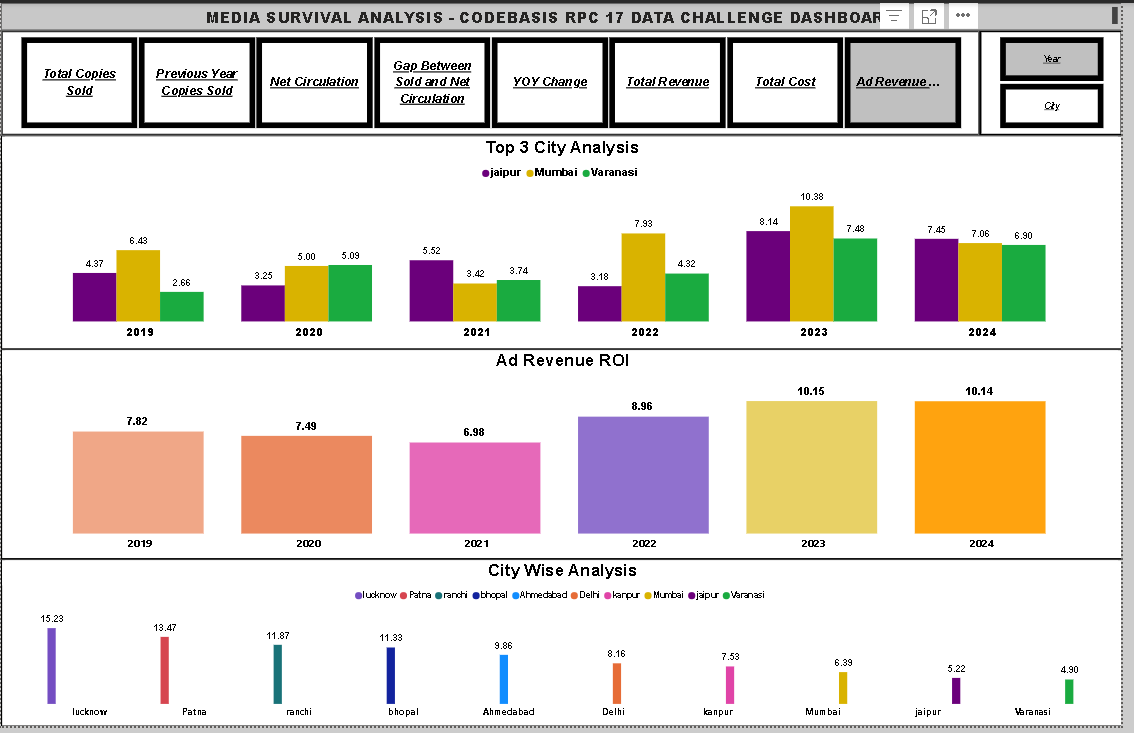 MEDIA SURVIVAL ANALYSIS - CODEBASIS RPC 17 DATA CHALLENGE DASHBOAR
Total Copies
Sold
Previous Year
Copies Sold
Net Circulation
Gap Between
Sold and Net
Circulation
YOY Change
Total Revenue
Total Cost
Ad Revenue ...
Year
City
Top 3 City Analysis
jaipur Mumbai Varanasi
4.37 6.43 2.66 3.25 5.00 5.09 5.52 3.42 3.74 3.18 7.93 4.32 8.14 10.38 7.48 7.45 7.06 6.90
2019 2020 2021 2022 2023 2024
Ad Revenue ROI
7.82 7.49 6.98 8.96 10.15 10.14
2019 2020 2021 2022 2023 2024
City Wise Analysis
lucknow Patna ranchi bhopal Ahmedabad Delhi kanpur Mumbai jaipur Varanasi
15.23 13.47 11.87 11.33 9.86 8.16 7.53 6.39 5.22 4.90
lucknow Patna ranchi bhopal Ahmedabad Delhi kanpur Mumbai jaipur Varanasi